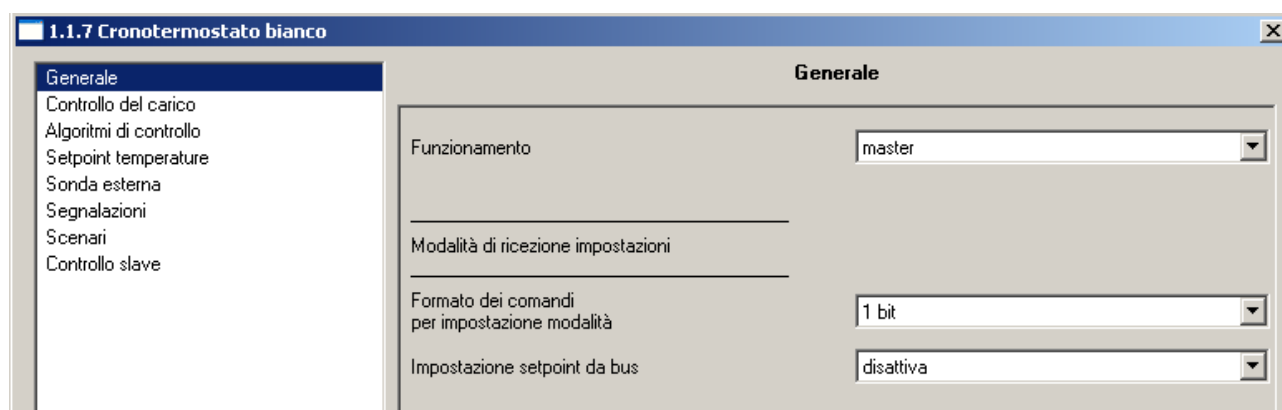 1.1.7 Cronotermostato bianco
Generale
Controllo del carico
Algoritmi di controllo
Setpoint temperature
Sonda esterna
Segnalazioni
Scenari
Controllo slave
Generale
Funzionamento
master
Modalità di ricezione impostazioni
Formato dei comandi
per impostazione modalità
1 bit
Impostazione setpoint da bus
disattiva